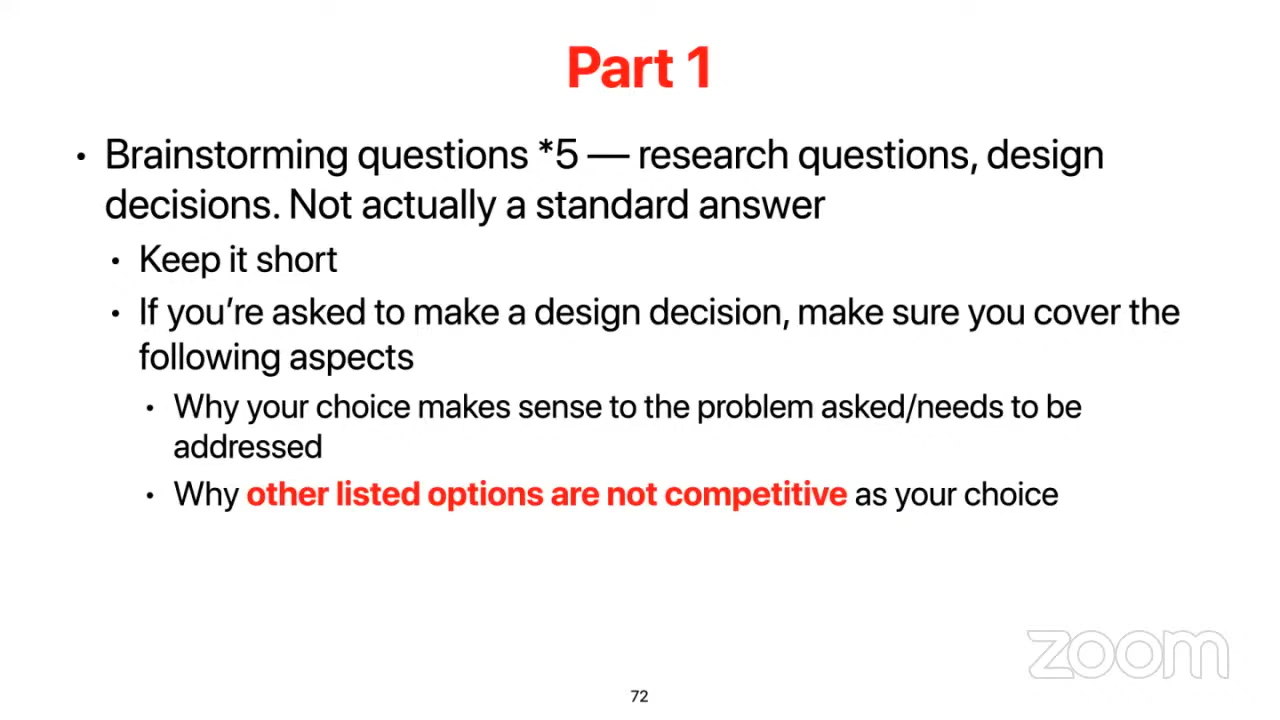 Part 1
• Brainstorming questions *5 — research questions, design
decisions. Not actually a standard answer
• Keep it short
• If you’re asked to make a design decision, make sure you cover the
following aspects
• Why your choice makes sense to the problem asked/needs to be
addressed
• Why other listed options are not competitive as your choice
zoom
72